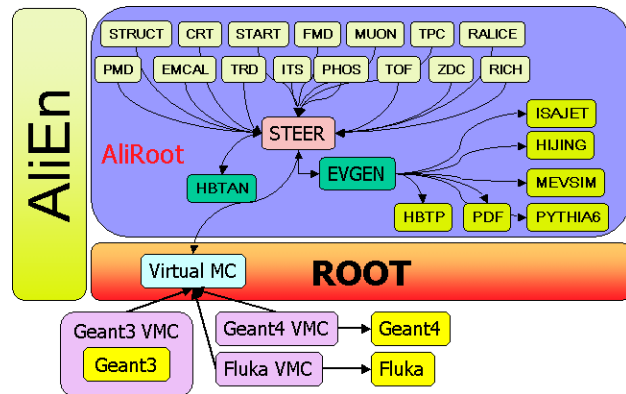 STRUCT CRT START FMD MUON TPC RALICE
PMD EMCAL TRD ITS PHOS TOF ZDC RICH
STEER
AliEn
AliRoot
ISAJET
HIJING
HBTAN
EVGEN
MEVSIM
HBTP
PDF
PYTHIA6
Virtual MC
ROOT
Geant3 VMC
Geant3
Geant4 VMC
Geant4
Fluka VMC
Fluka